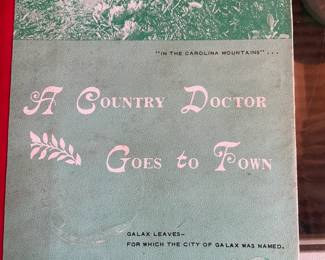 "IN THE CAROLINA MOUNTAINS" . . .
A COUNTRY DOCTOR
GOES to TOWN
GALAX LEAVES—
FOR WHICH THE CITY OF GALAX WAS NAMED.